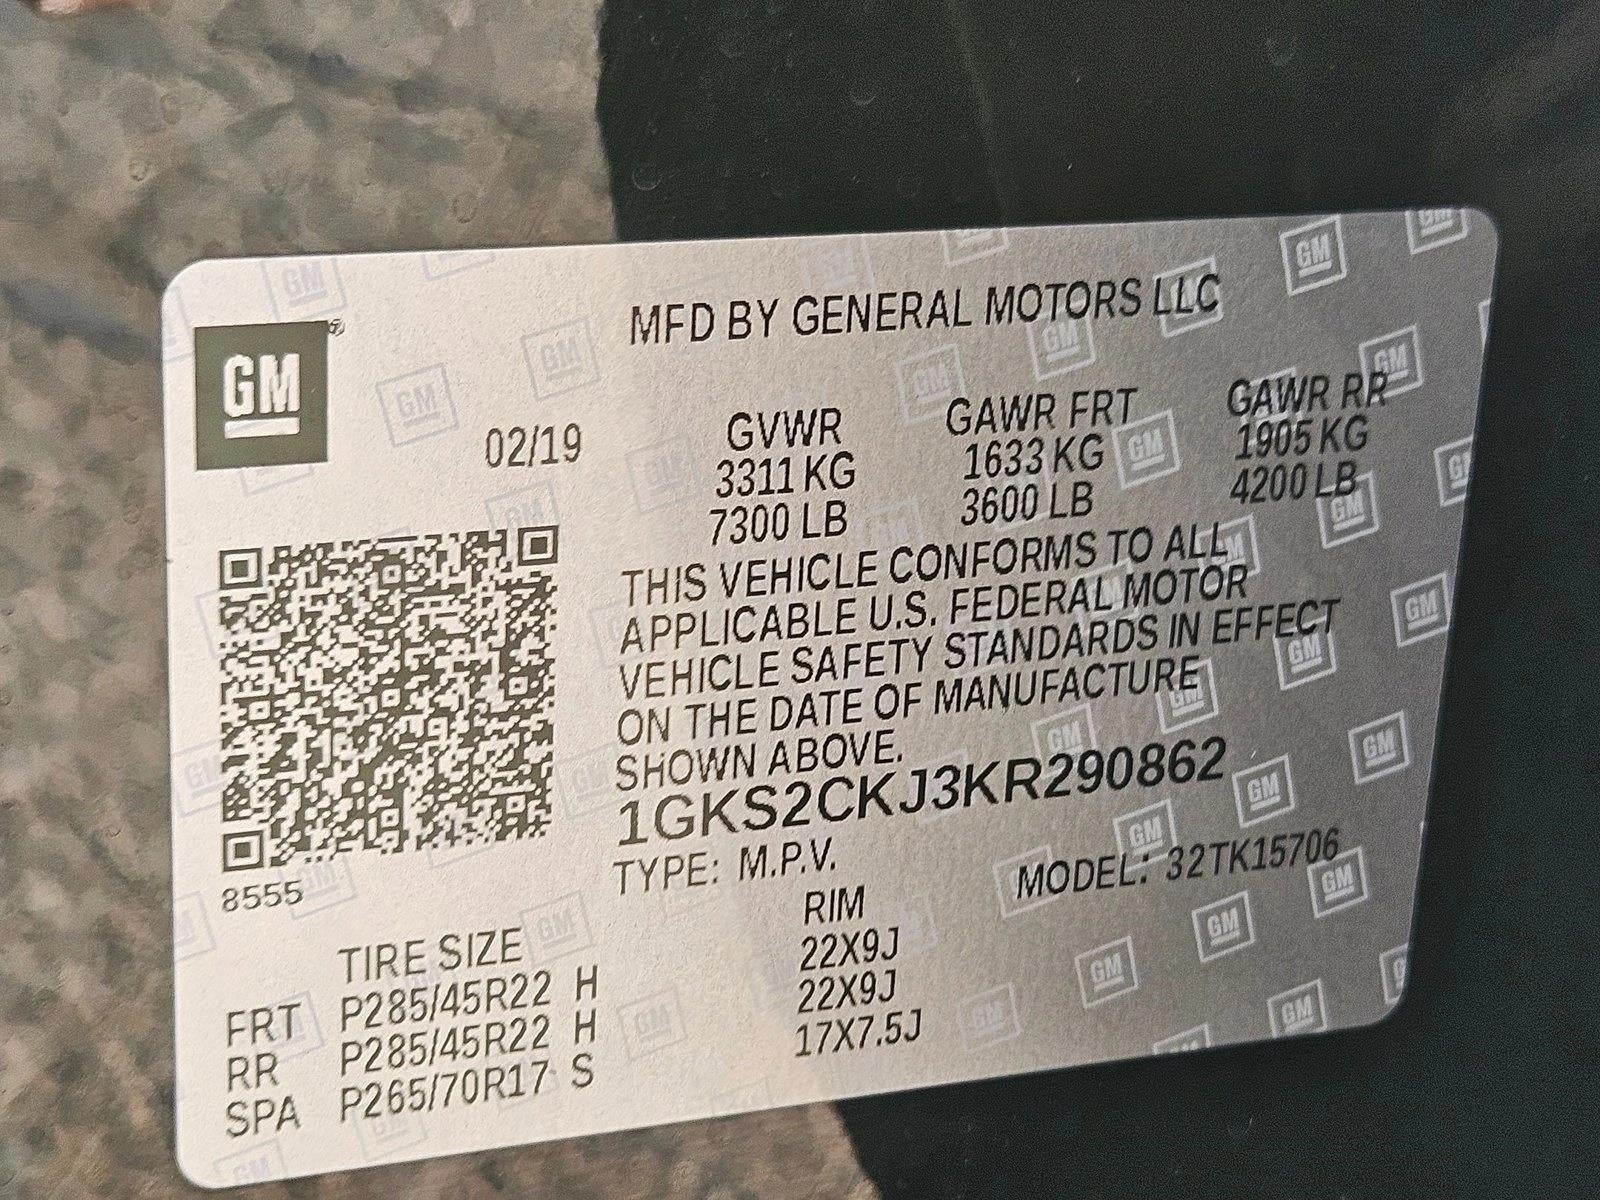 GM
MFD BY GENERAL MOTORS LLC
02/19
GVWR GAWR FRT GAWR RR
3311 KG 1633 KG 1905 KG
7300 LB 3600 LB 4200 LB
THIS VEHICLE CONFORMS TO ALL
APPLICABLE U.S. FEDERAL MOTOR
VEHICLE SAFETY STANDARDS IN EFFECT
ON THE DATE OF MANUFACTURE
SHOWN ABOVE.
1GKS2CKJ3KR290862
TYPE: M.P.V. MODEL: 32TK15706
8555
TIRE SIZE RIM
FRT P285/45R22 H 22X9J
RR P285/45R22 H 22X9J
SPA P265/70R17 S 17X7.5J